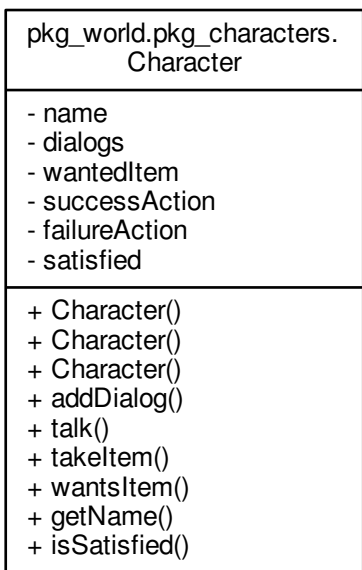 pkg_world.pkg_characters.
Character
- name
- dialogs
- wantedItem
- successAction
- failureAction
- satisfied
+ Character()
+ Character()
+ Character()
+ addDialog()
+ talk()
+ takeItem()
+ wantsItem()
+ getName()
+ isSatisfied()